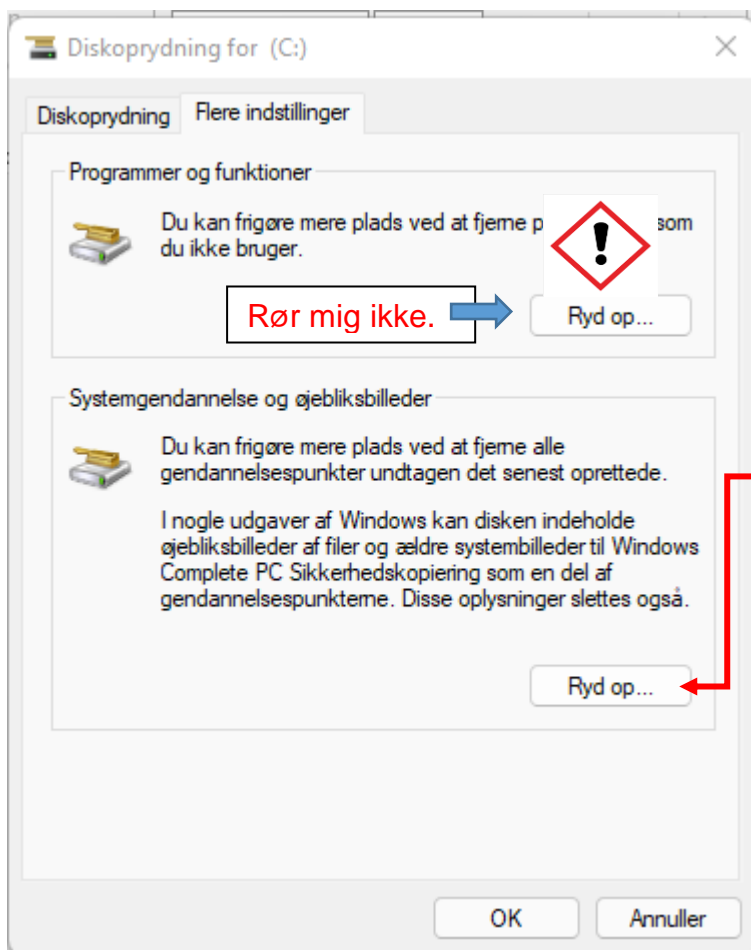 Diskoprydning for (C:)
Diskoprydning
Flere indstillinger
Programmer og funktioner
Du kan frigøre mere plads ved at fjerne som
du ikke bruger.
Rør mig ikke.
Ryd op...
Systemgendannelse og øjebliksbilleder
Du kan frigøre mere plads ved at fjerne alle
gendannelsespunkter undtagen det senest oprettede.
I nogle udgaver af Windows kan disken indeholde
øjebliksbilleder af filer og ældre systembilleder til Windows
Complete PC Sikkerhedskopiering som en del af
gendannelsespunkterne. Disse oplysninger slettes også.
Ryd op...
OK
Annuller